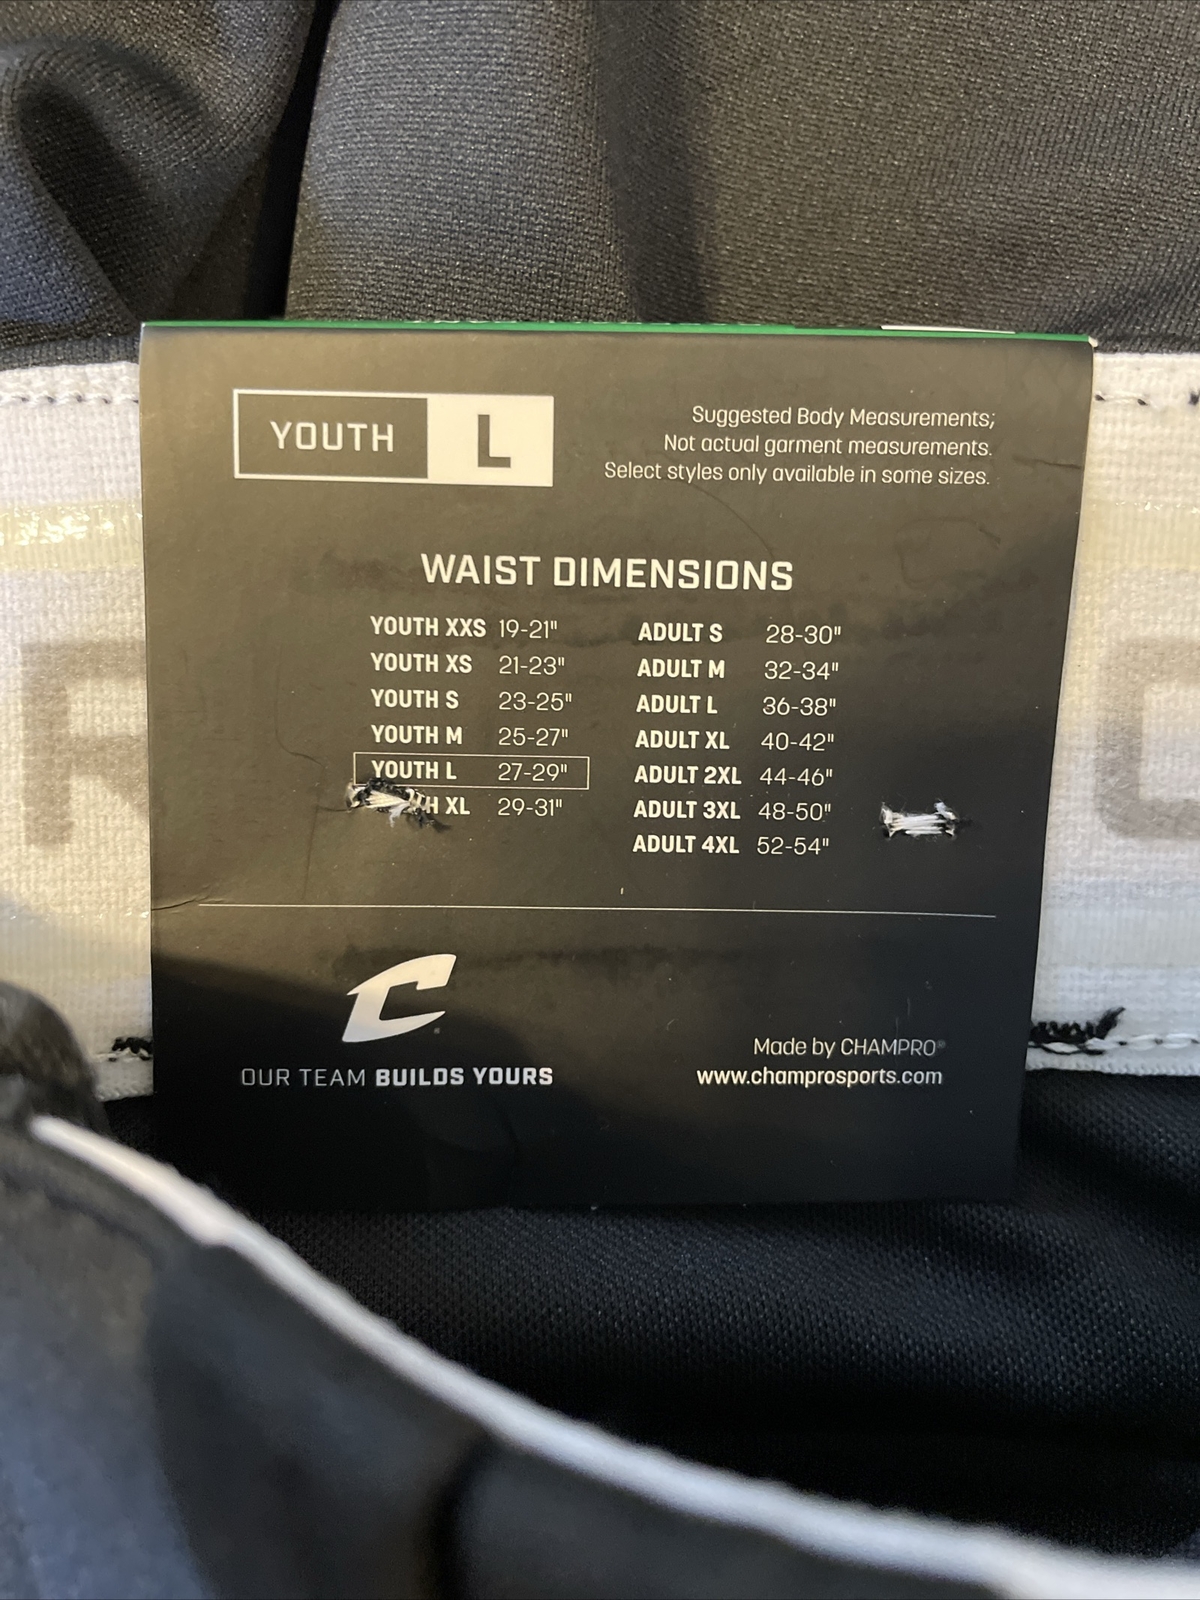 YOUTH L
Suggested Body Measurements;
Not actual garment measurements.
Select styles only available in some sizes.
WAIST DIMENSIONS
YOUTH XXS 19-21"
YOUTH XS 21-23"
YOUTH S 23-25"
YOUTH M 25-27"
YOUTH L 27-29"
TH XL 29-31"
ADULT S 28-30"
ADULT M 32-34"
ADULT L 36-38"
ADULT XL 40-42"
ADULT 2XL 44-46"
ADULT 3XL 48-50"
ADULT 4XL 52-54"
C
OUR TEAM BUILDS YOURS
Made by CHAMPRO®
www.champrosports.com
R